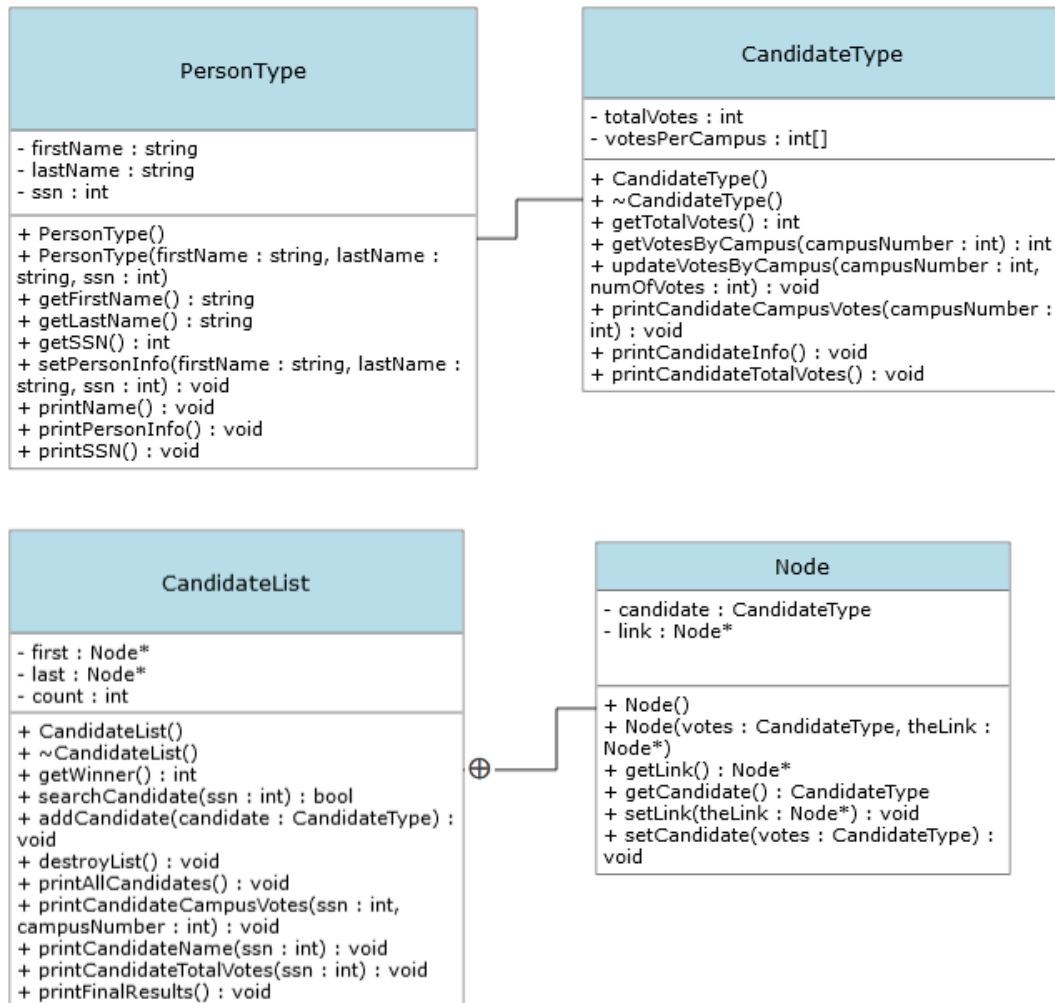 PersonType
- firstName : string
- lastName : string
- ssn : int
+ PersonType()
+ PersonType(firstName : string, lastName :
string, ssn : int)
+ getFirstName() : string
+ getLastName() : string
+ getSSN() : int
+ setPersonInfo(firstName : string, lastName :
string, ssn : int) : void
+ printName() : void
+ printPersonInfo() : void
+ printSSN() : void
CandidateType
- totalVotes : int
- votesPerCampus : int[]
+ CandidateType()
+ ~CandidateType()
+ getTotalVotes() : int
+ getVotesByCampus(campusNumber : int) : int
+ updateVotesByCampus(campusNumber : int,
numOfVotes : int) : void
+ printCandidateCampusVotes(campusNumber :
int) : void
+ printCandidateInfo() : void
+ printCandidateTotalVotes() : void
CandidateList
- first : Node*
- last : Node*
- count : int
+ CandidateList()
+ ~CandidateList()
+ getWinner() : int
+ searchCandidate(ssn : int) : bool
+ addCandidate(candidate : CandidateType) :
void
+ destroyList() : void
+ printAllCandidates() : void
+ printCandidateCampusVotes(ssn : int,
campusNumber : int) : void
+ printCandidateName(ssn : int) : void
+ printCandidateTotalVotes(ssn : int) : void
+ printFinalResults() : void
Node
- candidate : CandidateType
- link : Node*
+ Node()
+ Node(votes : CandidateType, theLink :
Node*)
+ getLink() : Node*
+ getCandidate() : CandidateType
+ setLink(theLink : Node*) : void
+ setCandidate(votes : CandidateType) :
void